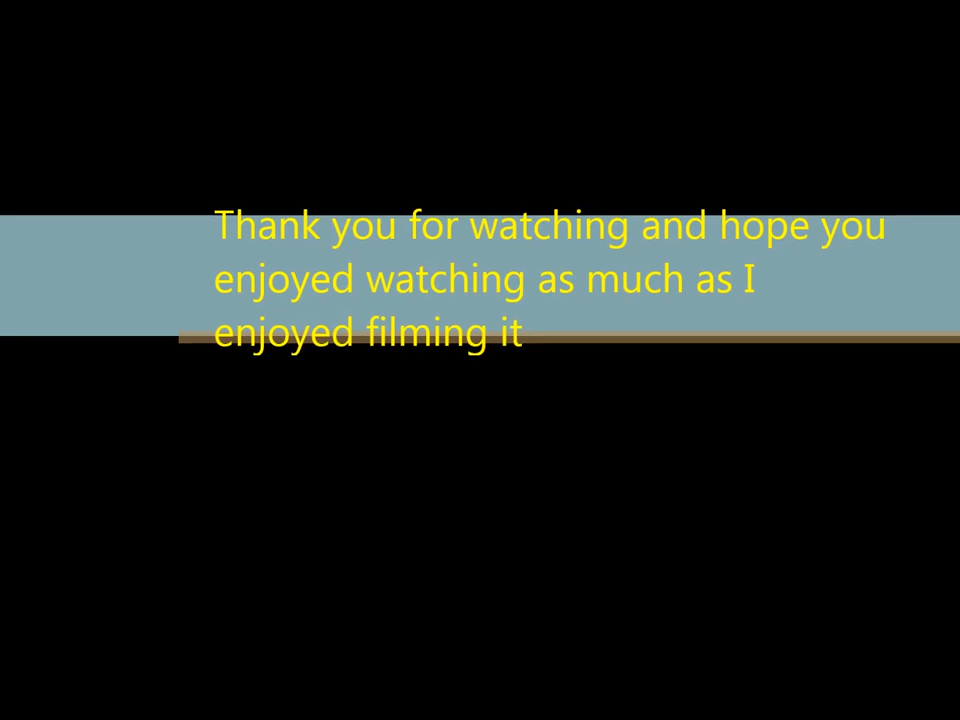 Thank you for watching and hope you
enjoyed watching as much as I
enjoyed filming it